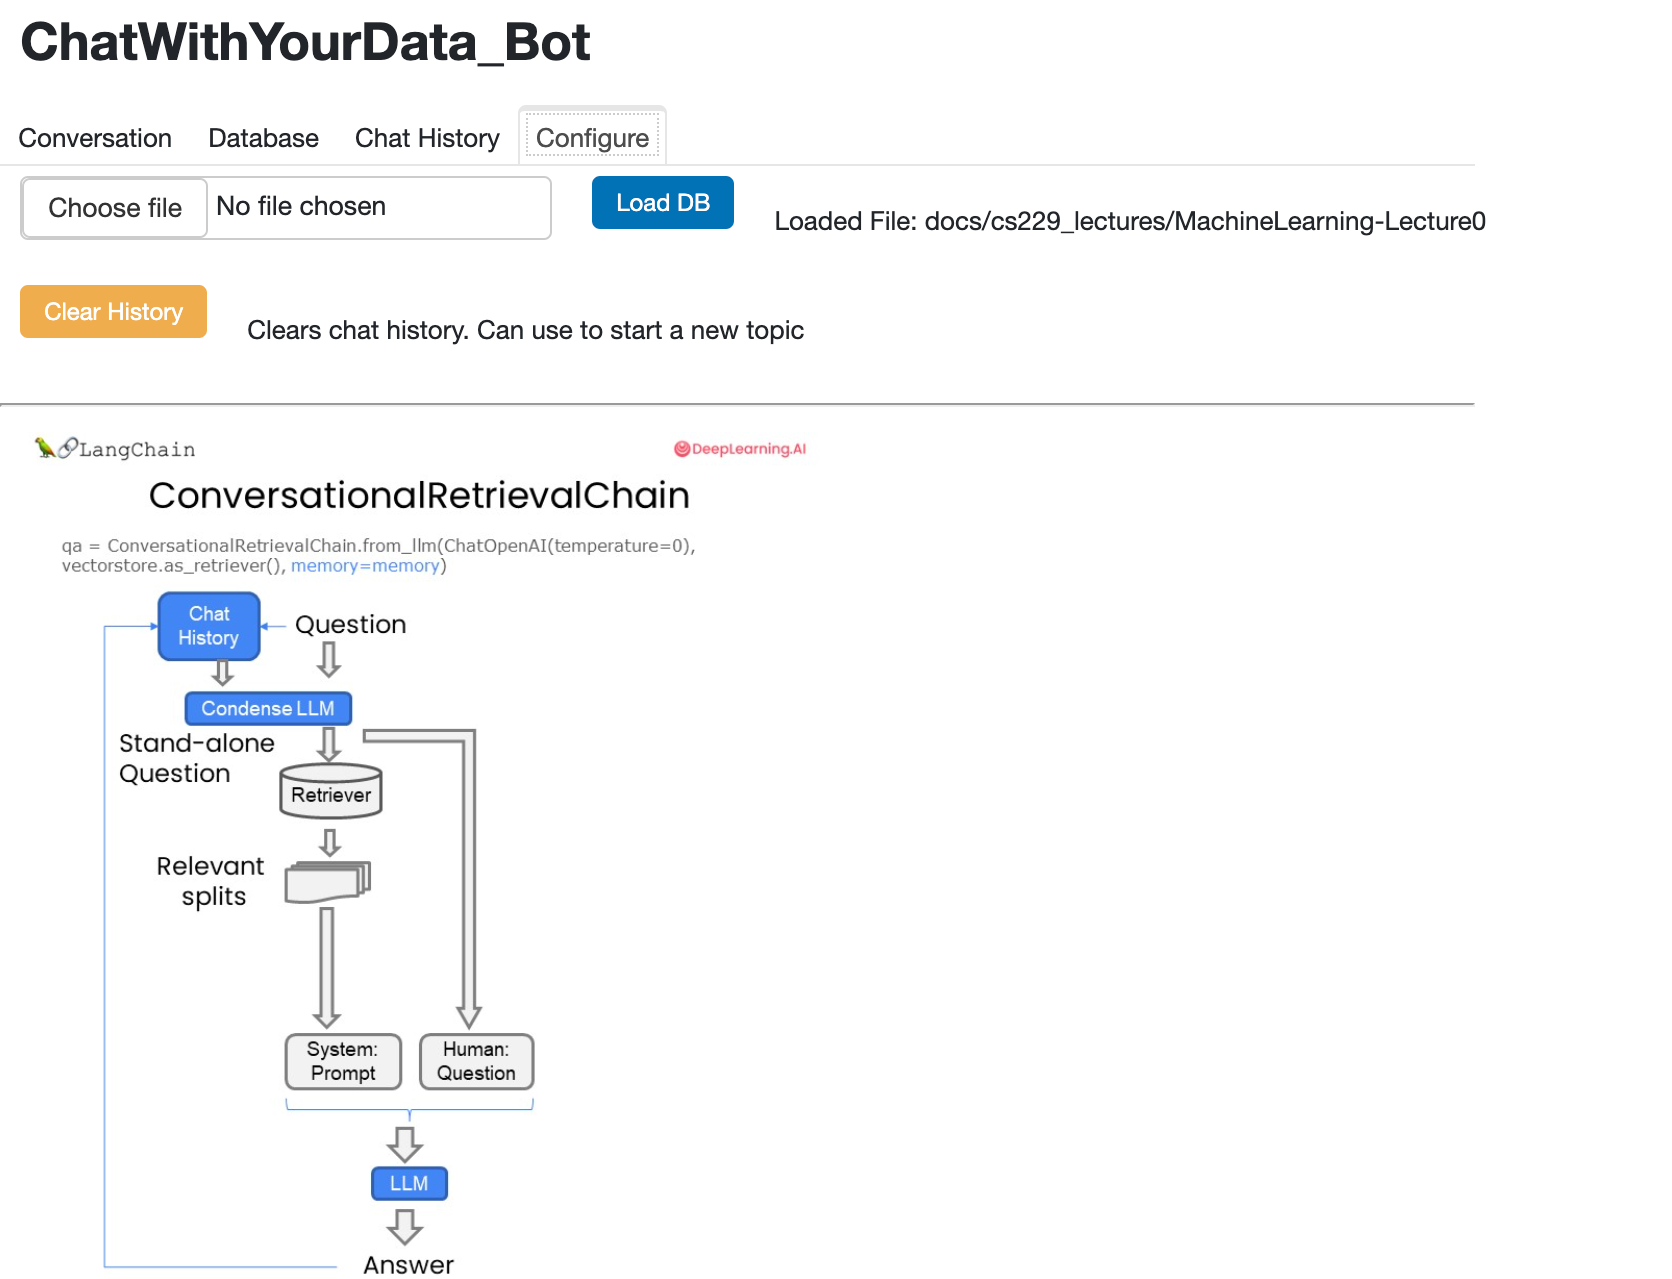 ChatWithYourData_Bot
Conversation Database Chat History Configure
Choose file No file chosen Load DB Loaded File: docs/cs229_lectures/MachineLearning-Lecture0
Clear History Clears chat history. Can use to start a new topic
LangChain DeepLearning.AI
ConversationalRetrievalChain
qa = ConversationalRetrievalChain.from_llm(ChatOpenAI(temperature=0),
vectorstore.as_retriever(), memory=memory)
Chat
History
Question
Condense LLM
Stand-alone
Question
Retriever
Relevant
splits
System:
Prompt
Human:
Question
LLM
Answer